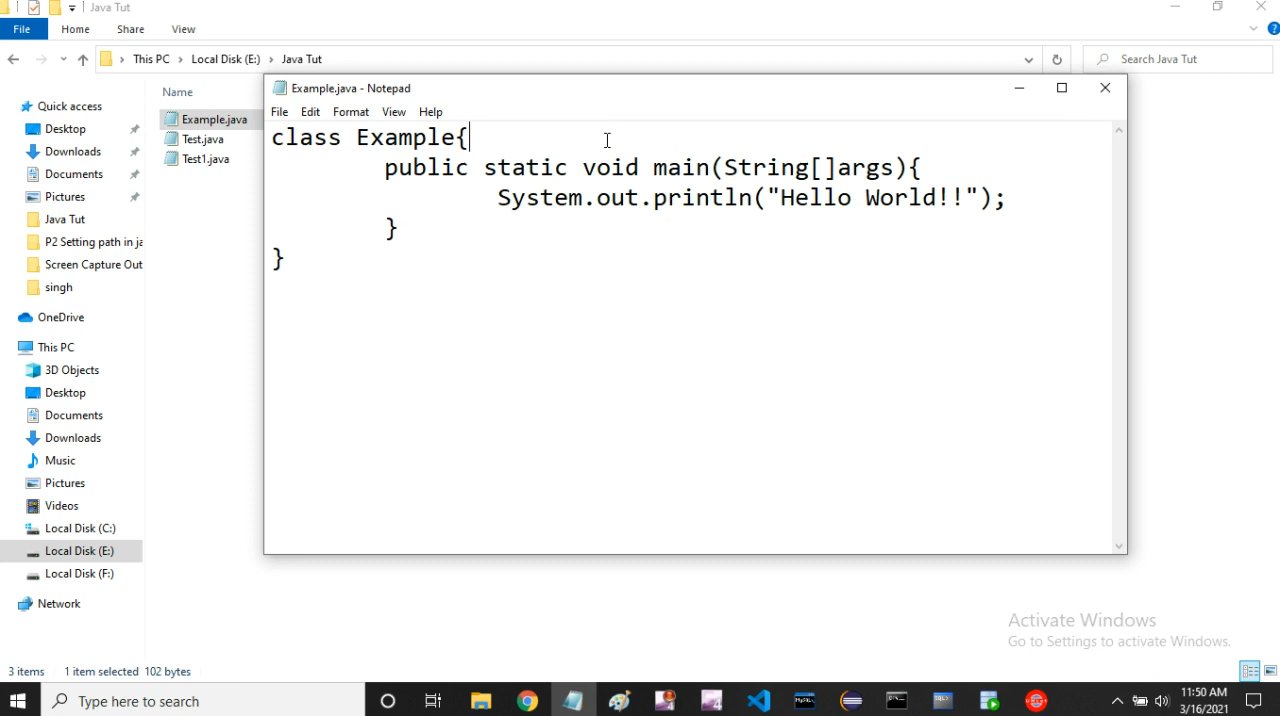 Java Tut
File Home Share View
This PC Local Disk (E:) Java Tut
Search Java Tut
Name
Quick access
Desktop
Downloads
Documents
Pictures
Java Tut
P2 Setting path in ja
Screen Capture Out
singh
OneDrive
This PC
3D Objects
Desktop
Documents
Downloads
Music
Pictures
Videos
Local Disk (C:)
Local Disk (E:)
Local Disk (F:)
Network
Example.java
Test.java
Test1.java
Example.java - Notepad
File Edit Format View Help
class Example{
public static void main(String[]args){
System.out.println("Hello World!!");
}
}
Activate Windows
Go to Settings to activate Windows.
3 items 1 item selected 102 bytes
Type here to search
11:50 AM
3/16/2021